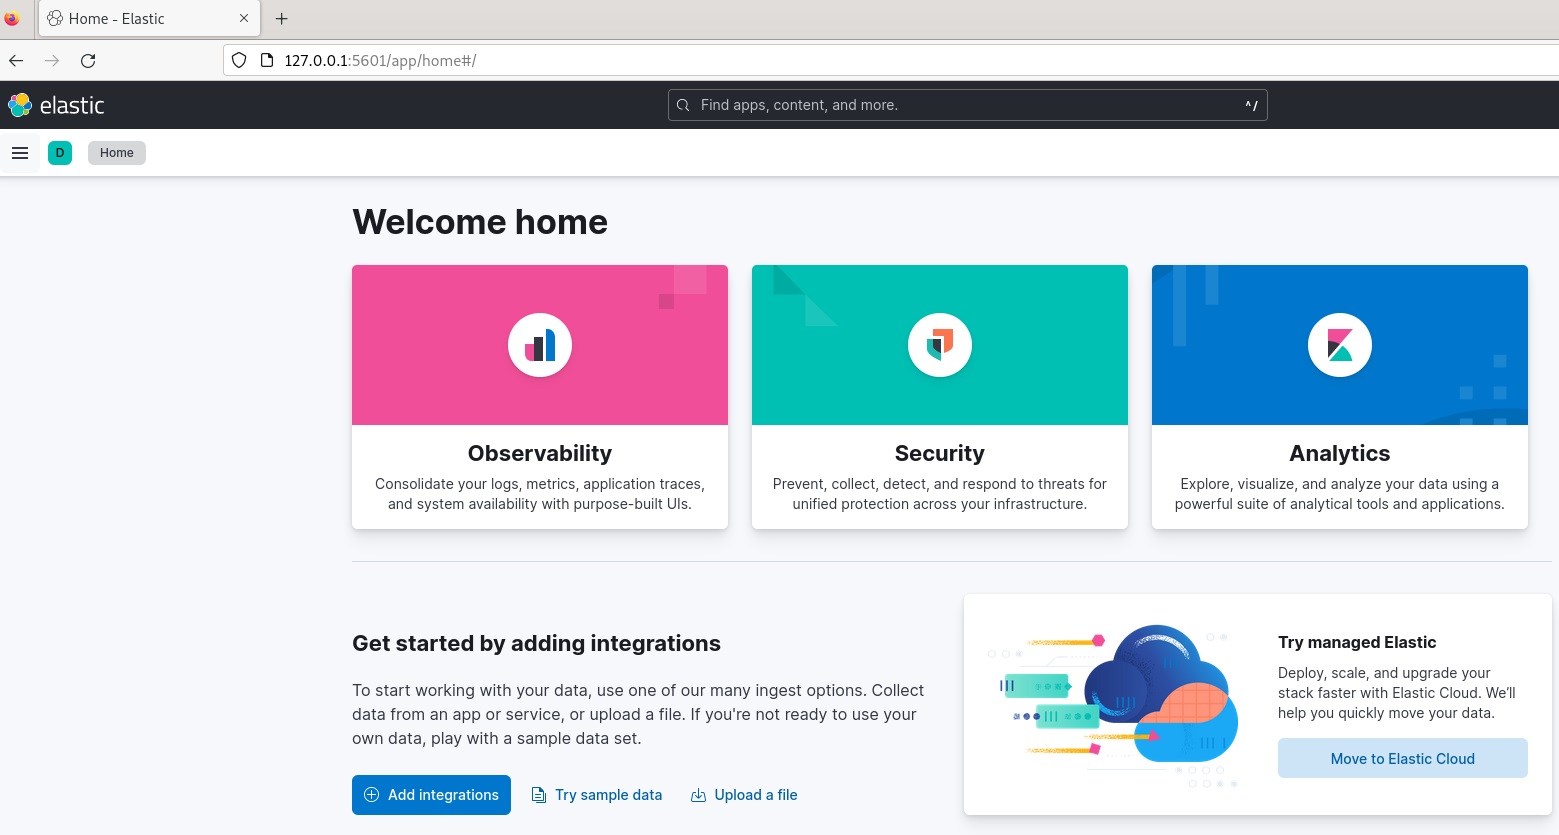 Home - Elastic
127.0.0.1:5601/app/home#/
elastic
Find apps, content, and more.
^/
D
Home
Welcome home
Observability
Consolidate your logs, metrics, application traces,
and system availability with purpose-built UIs.
Security
Prevent, collect, detect, and respond to threats for
unified protection across your infrastructure.
Analytics
Explore, visualize, and analyze your data using a
powerful suite of analytical tools and applications.
Get started by adding integrations
To start working with your data, use one of our many ingest options. Collect
data from an app or service, or upload a file. If you're not ready to use your
own data, play with a sample data set.
Add integrations
Try sample data
Upload a file
Try managed Elastic
Deploy, scale, and upgrade your
stack faster with Elastic Cloud. We’ll
help you quickly move your data.
Move to Elastic Cloud